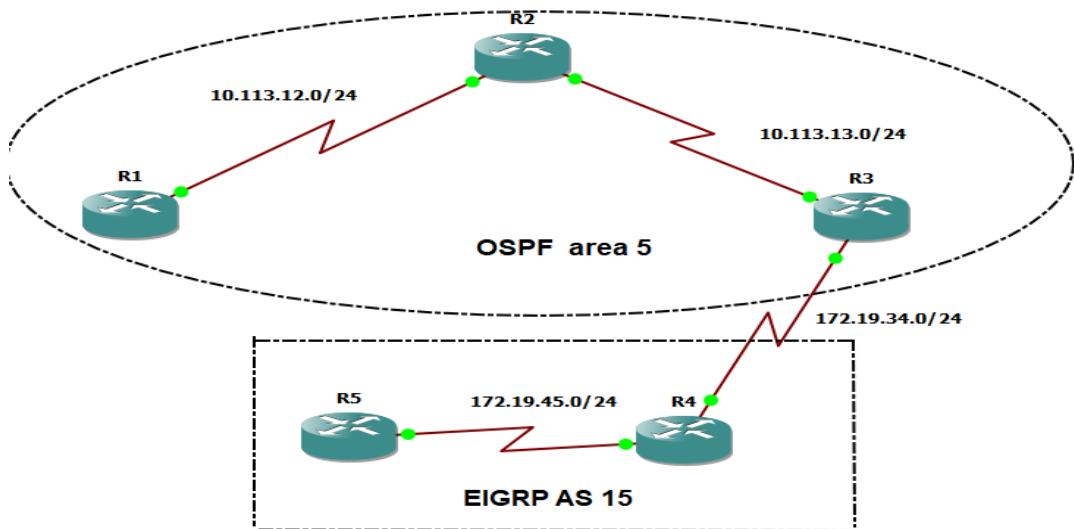 R2
10.113.12.0/24
10.113.13.0/24
R1
R3
OSPF area 5
172.19.34.0/24
R5
172.19.45.0/24
R4
EIGRP AS 15